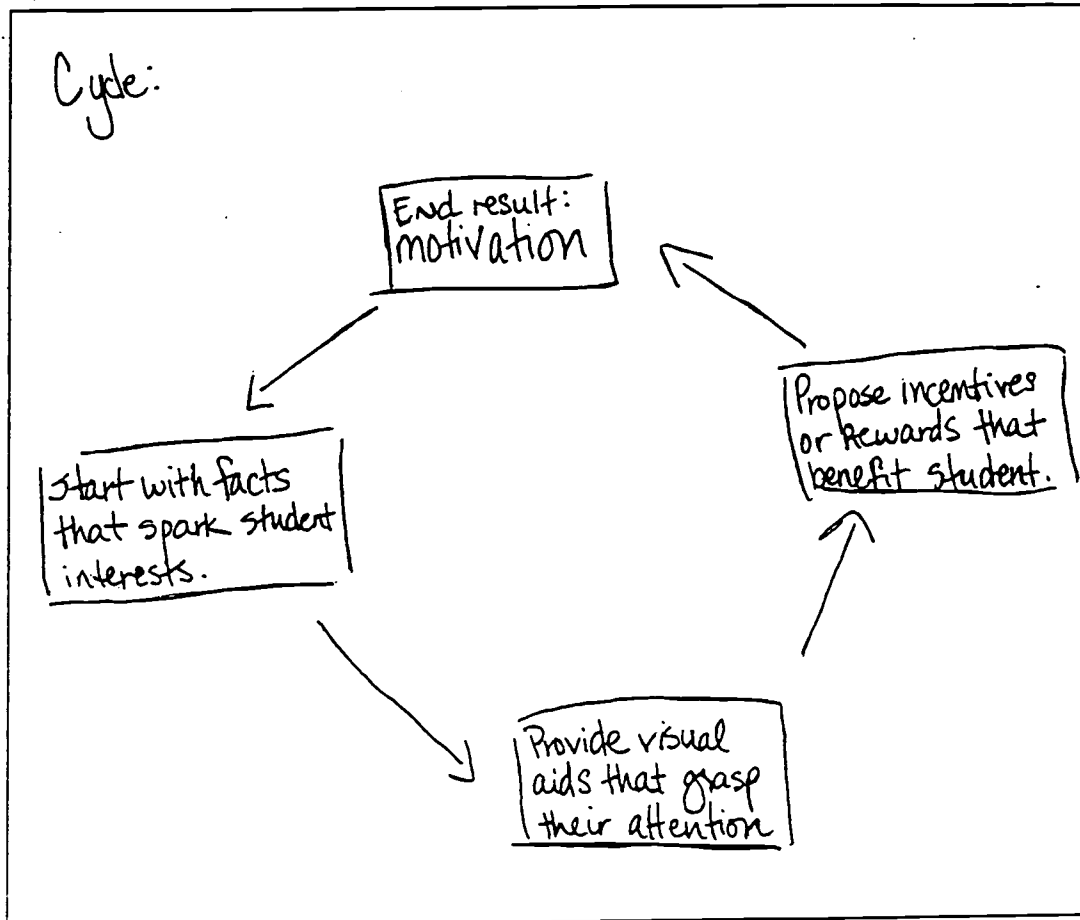 Cycle:
End result:
motivation
Propose incentives
or Rewards that
benefit student.
Start with facts
that spark student
interests.
Provide visual
aids that grasp
their attention